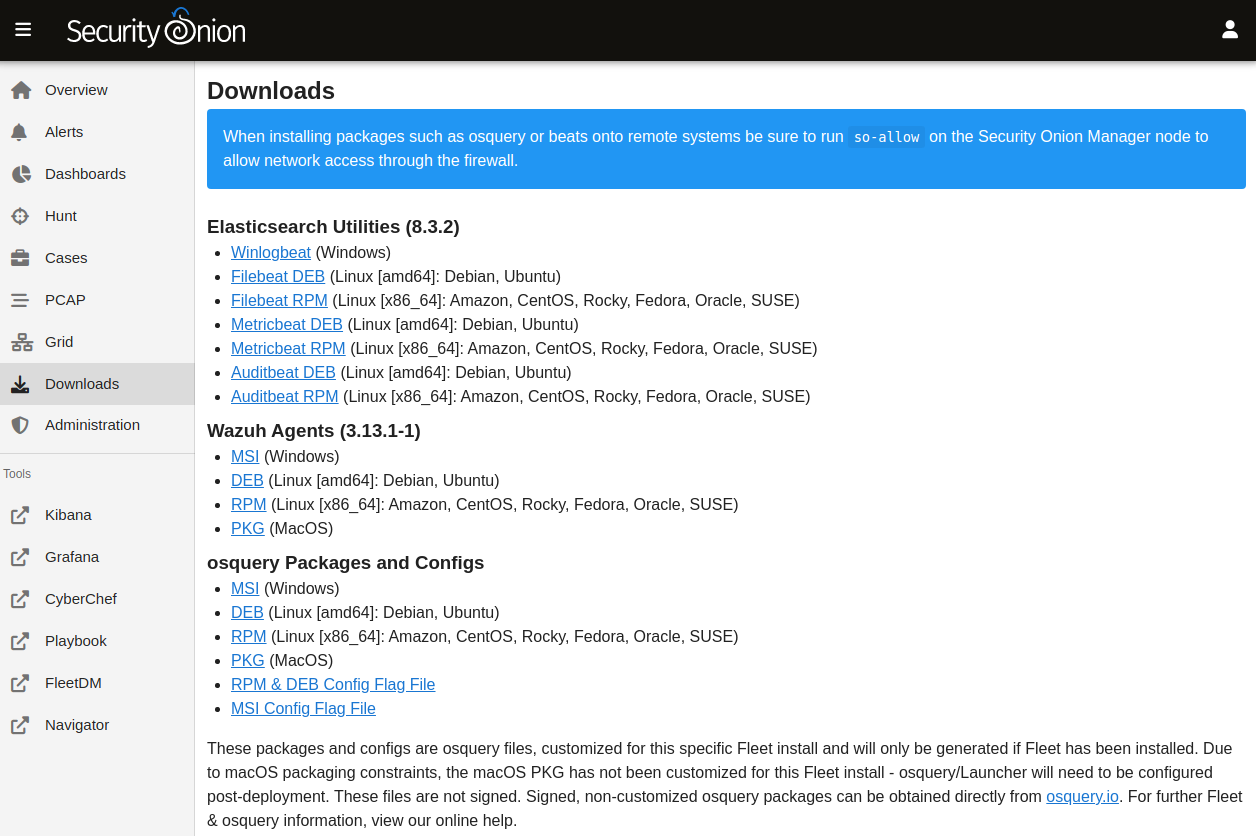 Security Onion
Overview
Alerts
Dashboards
Hunt
Cases
PCAP
Grid
Downloads
Administration
Tools
Kibana
Grafana
CyberChef
Playbook
FleetDM
Navigator
Downloads
When installing packages such as osquery or beats onto remote systems be sure to run so-allow on the Security Onion Manager node to
allow network access through the firewall.
Elasticsearch Utilities (8.3.2)
• Winlogbeat (Windows)
• Filebeat DEB (Linux [amd64]: Debian, Ubuntu)
• Filebeat RPM (Linux [x86_64]: Amazon, CentOS, Rocky, Fedora, Oracle, SUSE)
• Metricbeat DEB (Linux [amd64]: Debian, Ubuntu)
• Metricbeat RPM (Linux [x86_64]: Amazon, CentOS, Rocky, Fedora, Oracle, SUSE)
• Auditbeat DEB (Linux [amd64]: Debian, Ubuntu)
• Auditbeat RPM (Linux [x86_64]: Amazon, CentOS, Rocky, Fedora, Oracle, SUSE)
Wazuh Agents (3.13.1-1)
• MSI (Windows)
• DEB (Linux [amd64]: Debian, Ubuntu)
• RPM (Linux [x86_64]: Amazon, CentOS, Rocky, Fedora, Oracle, SUSE)
• PKG (MacOS)
osquery Packages and Configs
• MSI (Windows)
• DEB (Linux [amd64]: Debian, Ubuntu)
• RPM (Linux [x86_64]: Amazon, CentOS, Rocky, Fedora, Oracle, SUSE)
• PKG (MacOS)
• RPM & DEB Config Flag File
• MSI Config Flag File
These packages and configs are osquery files, customized for this specific Fleet install and will only be generated if Fleet has been installed. Due
to macOS packaging constraints, the macOS PKG has not been customized for this Fleet install - osquery/Launcher will need to be configured
post-deployment. These files are not signed. Signed, non-customized osquery packages can be obtained directly from osquery.io. For further Fleet
& osquery information, view our online help.